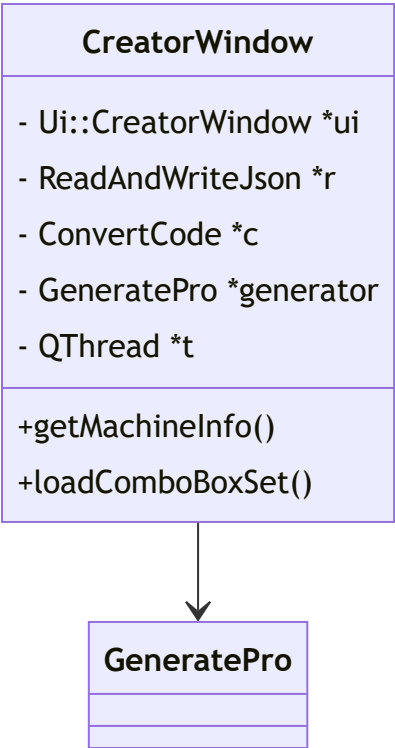 CreatorWindow
- Ui::CreatorWindow *ui
- ReadAndWriteJson *r
- ConvertCode *c
- GeneratePro *generator
- QThread *t
+getMachineInfo()
+loadComboBoxSet()
GeneratePro